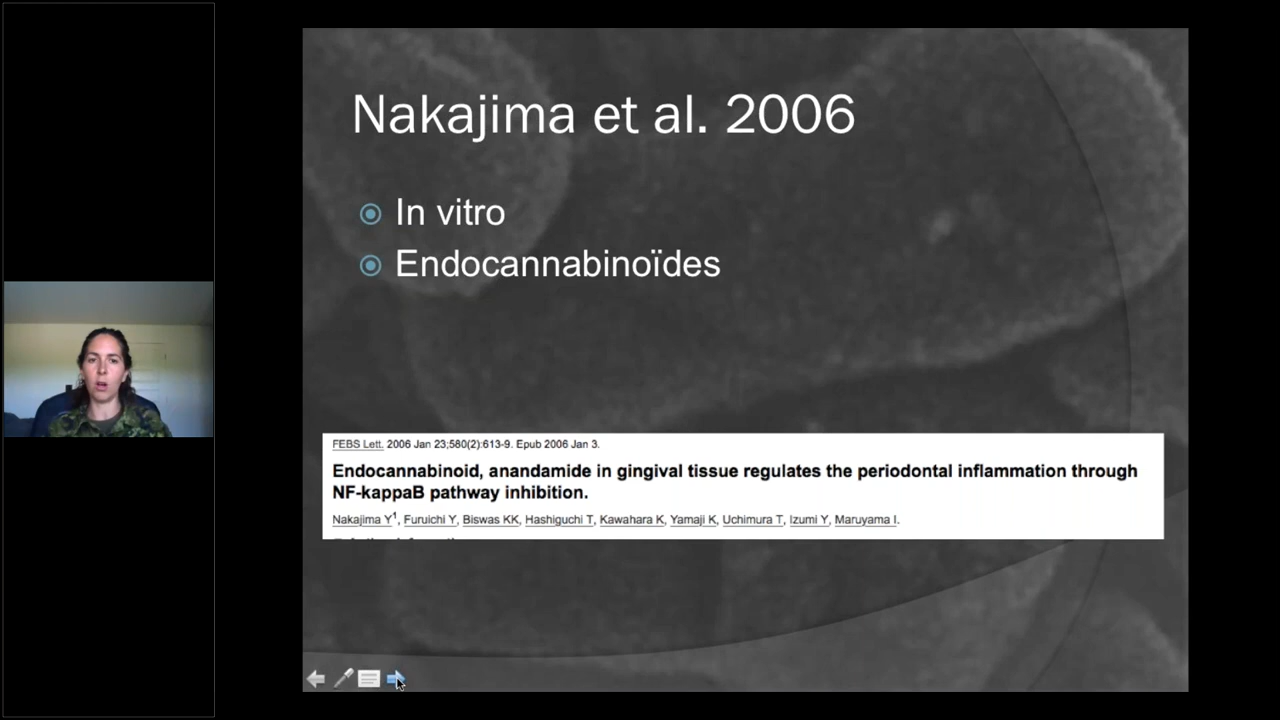 Nakajima et al. 2006
In vitro
Endocannabinoïdes
FEBS Lett. 2006 Jan 23;580(2):613-9. Epub 2006 Jan 3.
Endocannabinoid, anandamide in gingival tissue regulates the periodontal inflammation through
NF-kappaB pathway inhibition.
Nakajima Y1, Furuichi Y, Biswas KK, Hashiguchi T, Kawahara K, Yamaji K, Uchimura T, Izumi Y, Maruyama I.